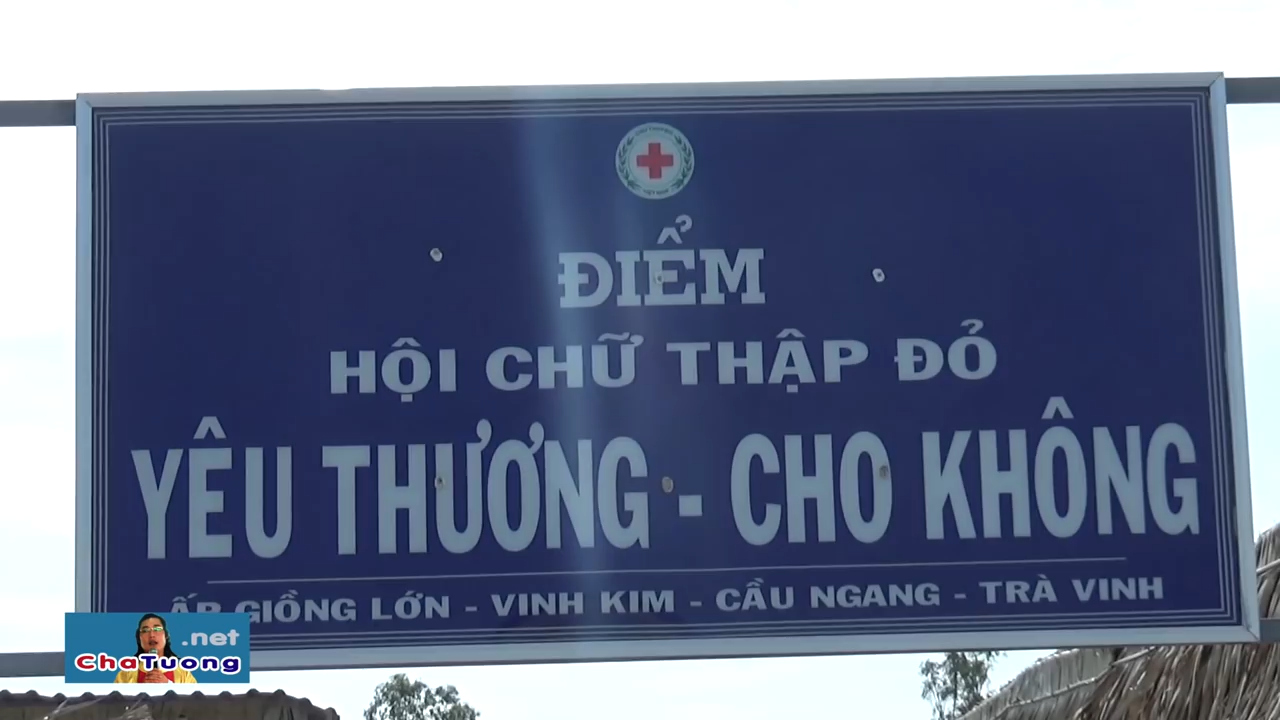 ĐIỂM
HỘI CHỮ THẬP ĐỎ
YÊU THƯƠNG - CHO KHÔNG
ẤP GIỒNG LỚN - VINH KIM - CẦU NGANG - TRÀ VINH
.net
ChaTuong